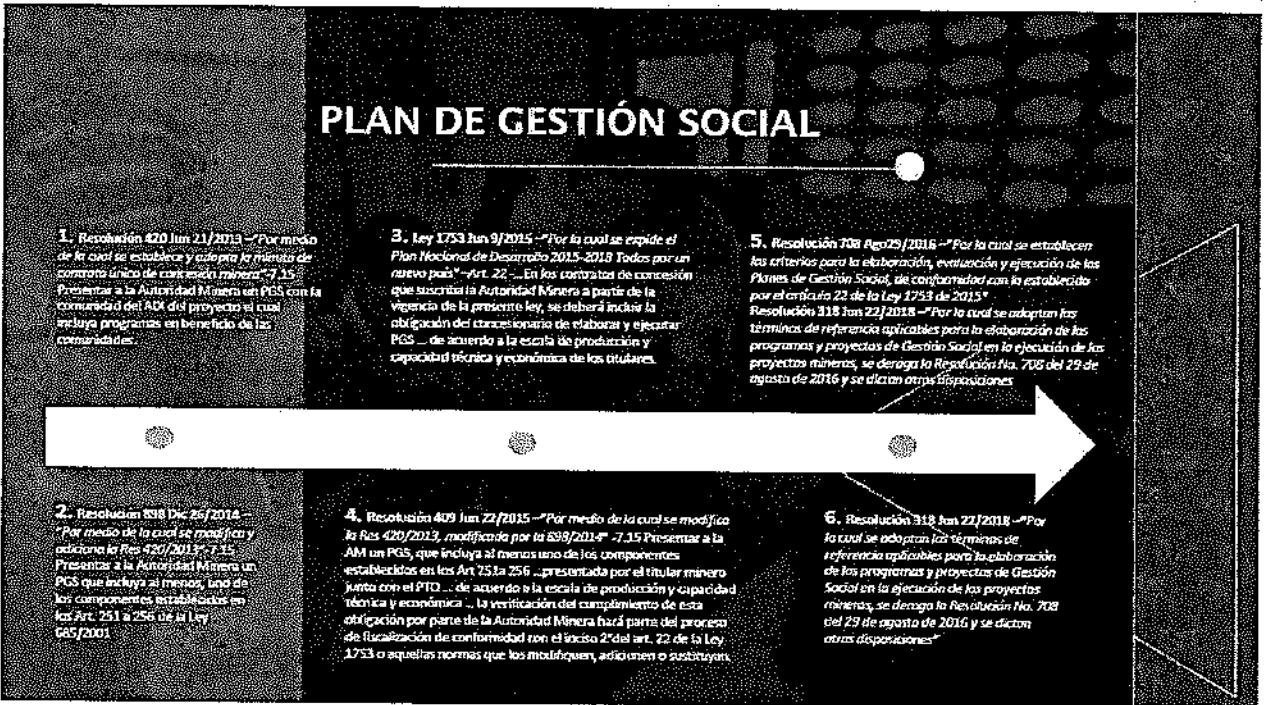 PLAN DE GESTIÓN SOCIAL
1. Resolución 420 Jun 21/2013 –"Por medio
de la cual se establece y adopta la minuta de
contrato único de concesión minera"-7.15
Presentar a la Autoridad Minera un PGS con la
comunidad del AIX del proyecto el cual
incluya programas en beneficio de las
comunidades.
3. Ley 1753 Jun 9/2015 –"Por la cual se expide el
Plan Nacional de Desarrollo 2015-2018 Todos por un
nuevo país" –Art. 22 -... En los contratos de concesión
que suscriba la Autoridad Minera a partir de la
vigencia de la presente ley, se deberá incluir la
obligación del concesionario de elaborar y ejecutar
PGS ... de acuerdo a la escala de producción y
capacidad técnica y económica de los titulares.
5. Resolución 708 Ago29/2016 –"Por la cual se establecen
los criterios para la elaboración, evaluación y ejecución de los
Planes de Gestión Social, de conformidad con lo establecido
por el artículo 22 de la Ley 1753 de 2015"
Resolución 318 Jun 22/2018 –"Por la cual se adoptan los
términos de referencia aplicables para la elaboración de los
programas y proyectos de Gestión Social en la ejecución de los
proyectos mineros, se deroga la Resolución No. 708 del 29 de
agosto de 2016 y se dictan otras disposiciones
2. Resolución 898 Dic 26/2014 –
"Por medio de la cual se modifica y
adiciona la Res 420/2013"-7.15
Presentar a la Autoridad Minera un
PGS que incluya al menos, uno de
los componentes establecidos en
los Art. 251 a 256 de la Ley
685/2001
4. Resolución 409 Jun 22/2015 –"Por medio de la cual se modifica
la Res 420/2013, modificada por la 698/2014" -7.15 Presentar a la
AM un PGS, que incluya al menos uno de los componentes
establecidos en los Art 251a 256 ...presentada por el titular minero
junto con el PTO ... de acuerdo a la escala de producción y capacidad
técnica y económica ... la verificación del cumplimiento de esta
obligación por parte de la Autoridad Minera hará parte del proceso
de fiscalización de conformidad con el inciso 2°del art. 22 de la Ley
1753 o aquellas normas que los modifiquen, adicionen o sustituyan.
6. Resolución 318 Jun 22/2018 –"Por
la cual se adoptan los términos de
referencia aplicables para la elaboración
de los programas y proyectos de Gestión
Social en la ejecución de los proyectos
mineros, se deroga la Resolución No. 708
del 29 de agosto de 2016 y se dictan
otras disposiciones"